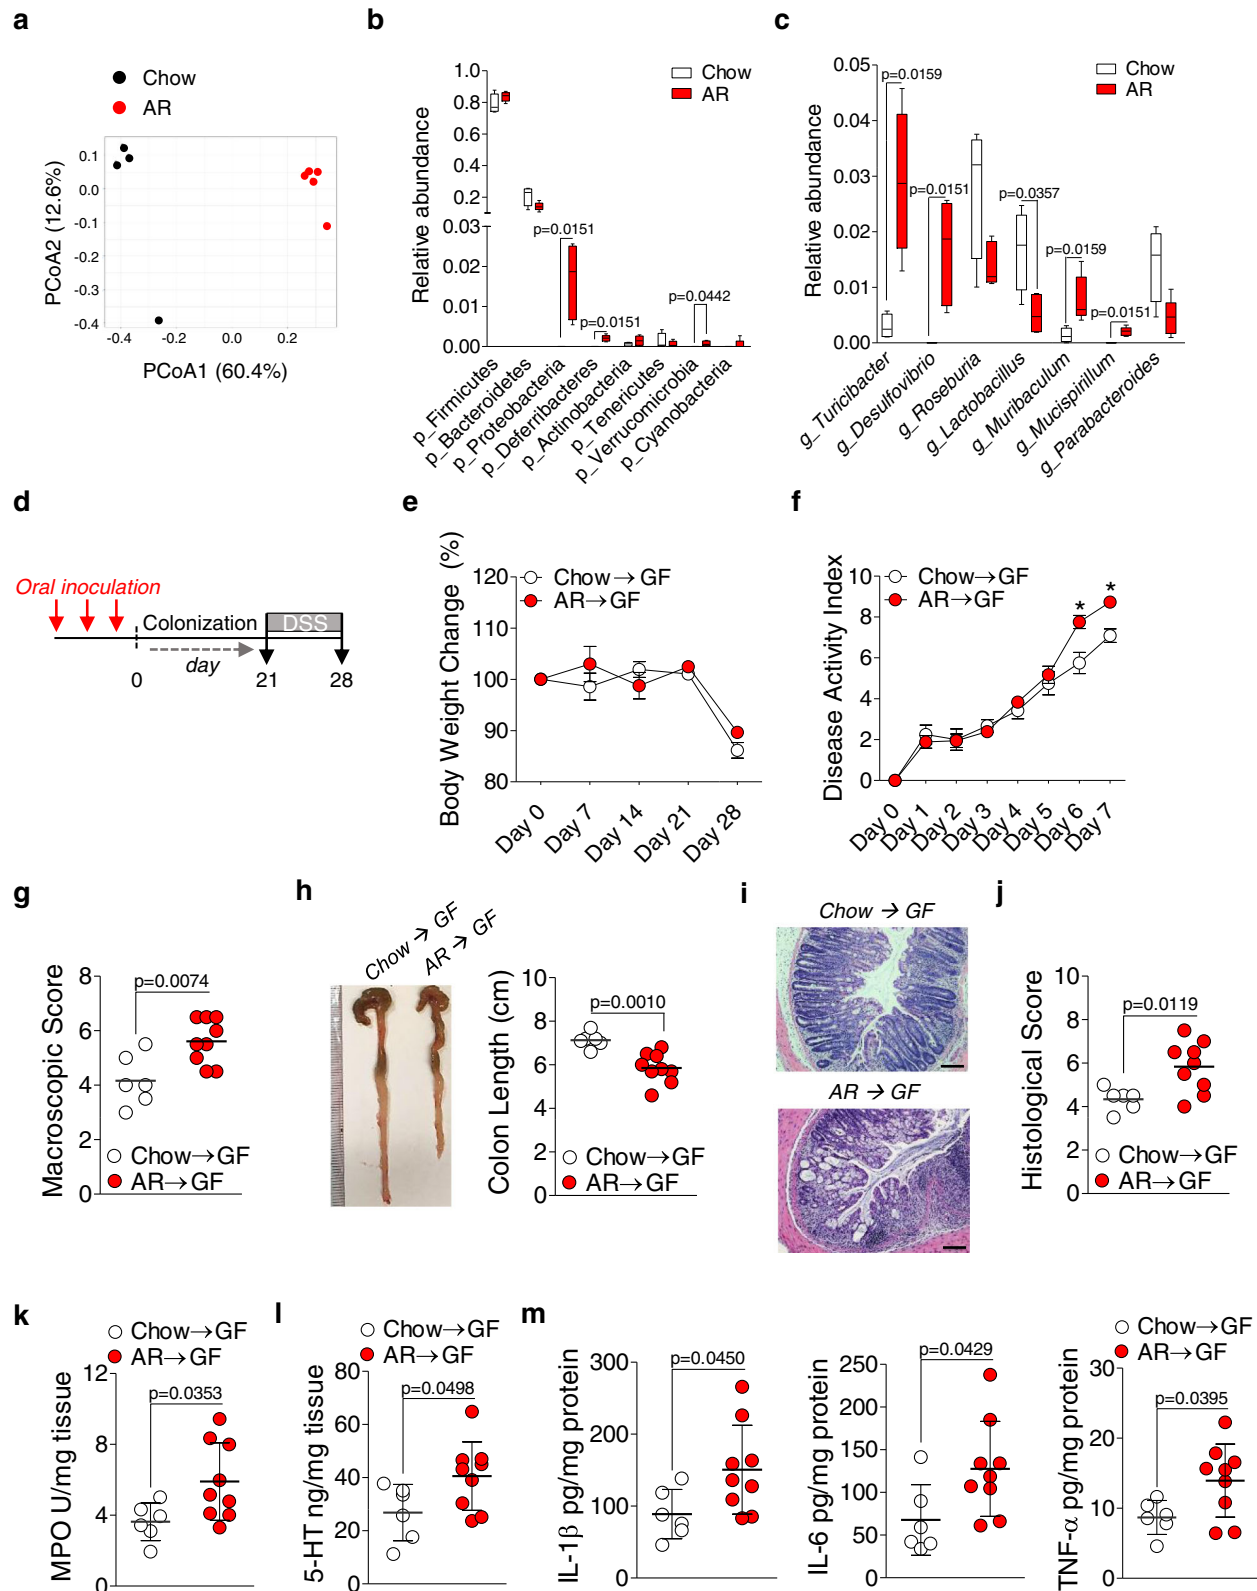 a
Chow
AR
PCoA2 (12.6%)
0.1
0.0
-0.1
-0.2
-0.3
-0.4
-0.4
-0.2
0.0
0.2
PCoA1 (60.4%)
b
Relative abundance
1.0
0.8
0.6
0.4
0.2
0.03
0.02
0.01
0.00
Chow
AR
p=0.0151
p=0.0151
p=0.0442
p_Firmicutes
p_Bacteroidetes
p_Proteobacteria
p_Deferribacteres
p_Actinobacteria
p_Tenericutes
p_Verrucomicrobia
p_Cyanobacteria
c
Relative abundance
0.05
0.04
0.03
0.02
0.01
0.00
Chow
AR
p=0.0159
p=0.0151
p=0.0357
p=0.0159
p=0.0151
g_Turicibacter
g_Desulfovibrio
g_Roseburia
g_Lactobacillus
g_Muribaculum
g_Mucispirillum
g_Parabacteroides
d
Oral inoculation
Colonization
DSS
day
0
21
28
e
Body Weight Change (%)
120
110
100
90
80
Chow→GF
AR→GF
Day 0
Day 7
Day 14
Day 21
Day 28
f
Disease Activity Index
10
8
6
4
2
0
Chow→GF
AR→GF
*
*
Day 0
Day 1
Day 2
Day 3
Day 4
Day 5
Day 6
Day 7
g
Macroscopic Score
8
6
4
2
0
p=0.0074
Chow→GF
AR→GF
h
Chow → GF
AR → GF
Colon Length (cm)
10
8
6
4
2
0
p=0.0010
Chow→GF
AR→GF
i
Chow → GF
AR → GF
j
Histological Score
10
8
6
4
2
0
p=0.0119
Chow→GF
AR→GF
k
Chow→GF
AR→GF
MPO U/mg tissue
12
8
4
0
p=0.0353
l
Chow→GF
AR→GF
5-HT ng/mg tissue
80
60
40
20
0
p=0.0498
m
IL-1β pg/mg protein
300
200
100
0
p=0.0450
IL-6 pg/mg protein
250
200
150
100
50
0
p=0.0429
Chow→GF
AR→GF
TNF-α pg/mg protein
30
20
10
0
p=0.0395